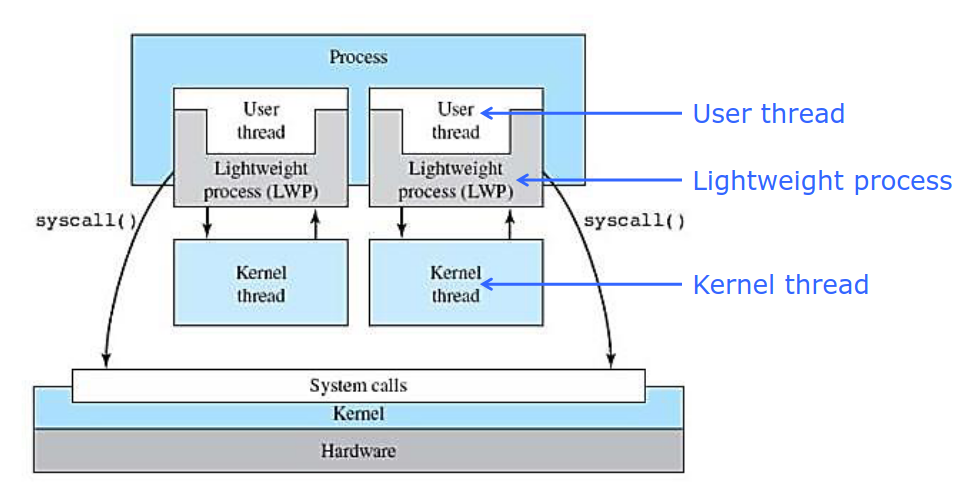 Process
User
thread
User
thread
User thread
Lightweight
process (LWP)
Lightweight
process (LWP)
Lightweight process
syscall()
syscall()
Kernel
thread
Kernel
thread
Kernel thread
System calls
Kernel
Hardware